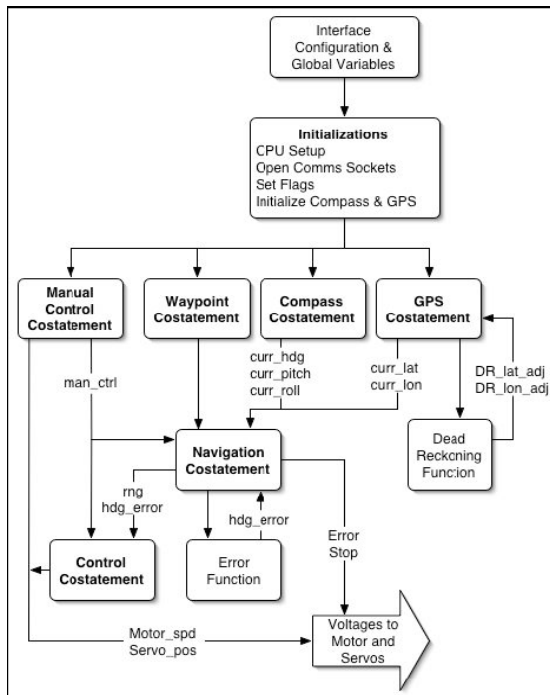 Interface
Configuration &
Global Variables
Initializations
CPU Setup
Open Comms Sockets
Set Flags
Initialize Compass & GPS
Manual
Control
Costatement
Waypoint
Costatement
Compass
Costatement
GPS
Costatement
man_ctrl
curr_hdg
curr_pitch
curr_roll
curr_lat
curr_lon
DR_lat_adj
DR_lon_adj
Navigation
Costatement
Dead
Reckoning
Function
rng
hdg_error
hdg_error
Control
Costatement
Error
Function
Error
Stop
Motor_spd
Servo_pos
Voltages to
Motor and
Servos